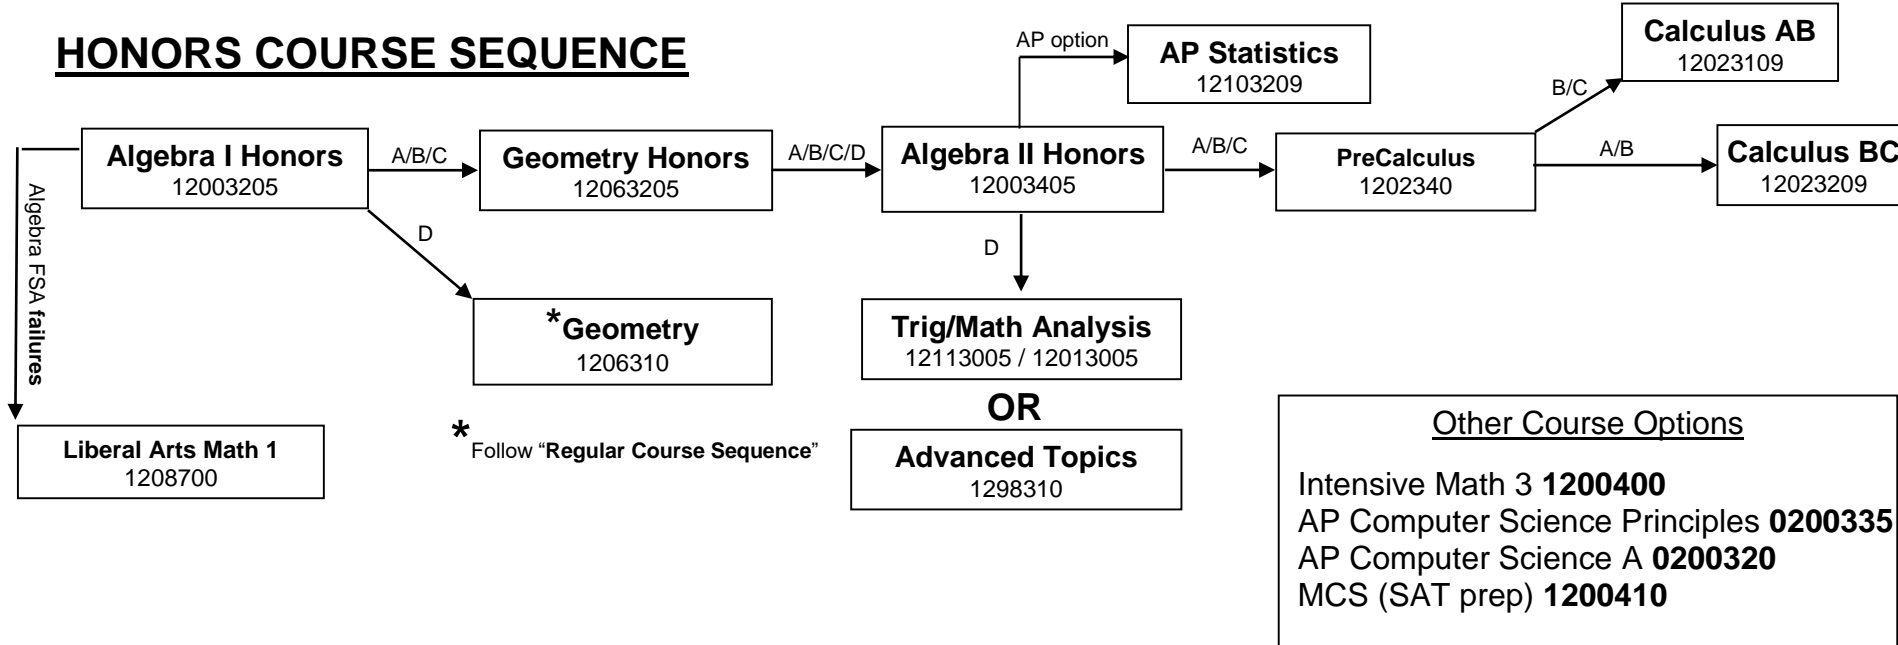 HONORS COURSE SEQUENCE
AP option
AP Statistics
12103209
Calculus AB
12023109
B/C
Algebra I Honors
12003205
A/B/C
Geometry Honors
12063205
A/B/C/D
Algebra II Honors
12003405
A/B/C
PreCalculus
1202340
A/B
Calculus BC
12023209
Algebra FSA failures
D
D
*Geometry
1206310
Trig/Math Analysis
12113005 / 12013005
OR
Advanced Topics
1298310
*Follow “Regular Course Sequence”
Liberal Arts Math 1
1208700
Other Course Options
Intensive Math 3 1200400
AP Computer Science Principles 0200335
AP Computer Science A 0200320
MCS (SAT prep) 1200410